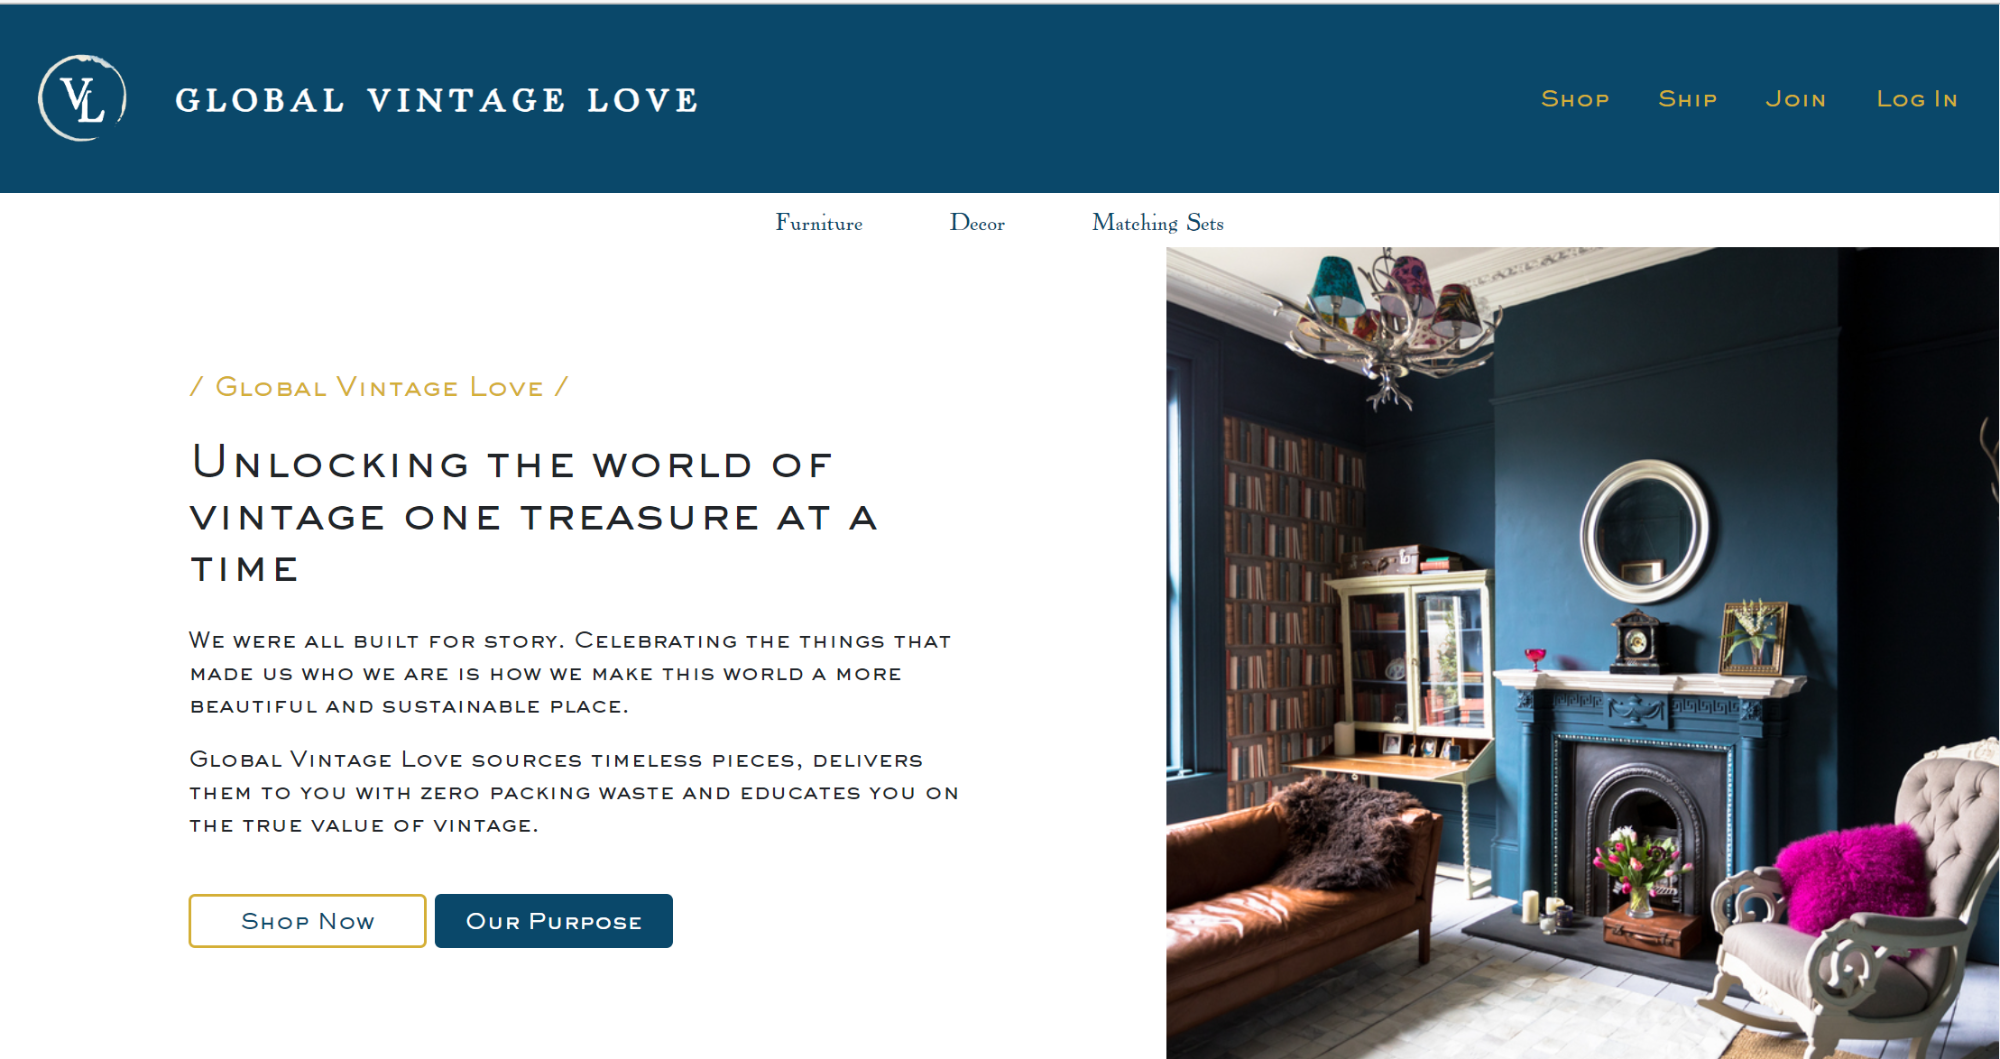 VL
GLOBAL VINTAGE LOVE
Shop Ship Join Log In
Furniture Decor Matching Sets
/ Global Vintage Love /
Unlocking the world of
vintage one treasure at a
time
We were all built for story. Celebrating the things that
made us who we are is how we make this world a more
beautiful and sustainable place.
Global Vintage Love sources timeless pieces, delivers
them to you with zero packing waste and educates you on
the true value of vintage.
Shop Now Our Purpose